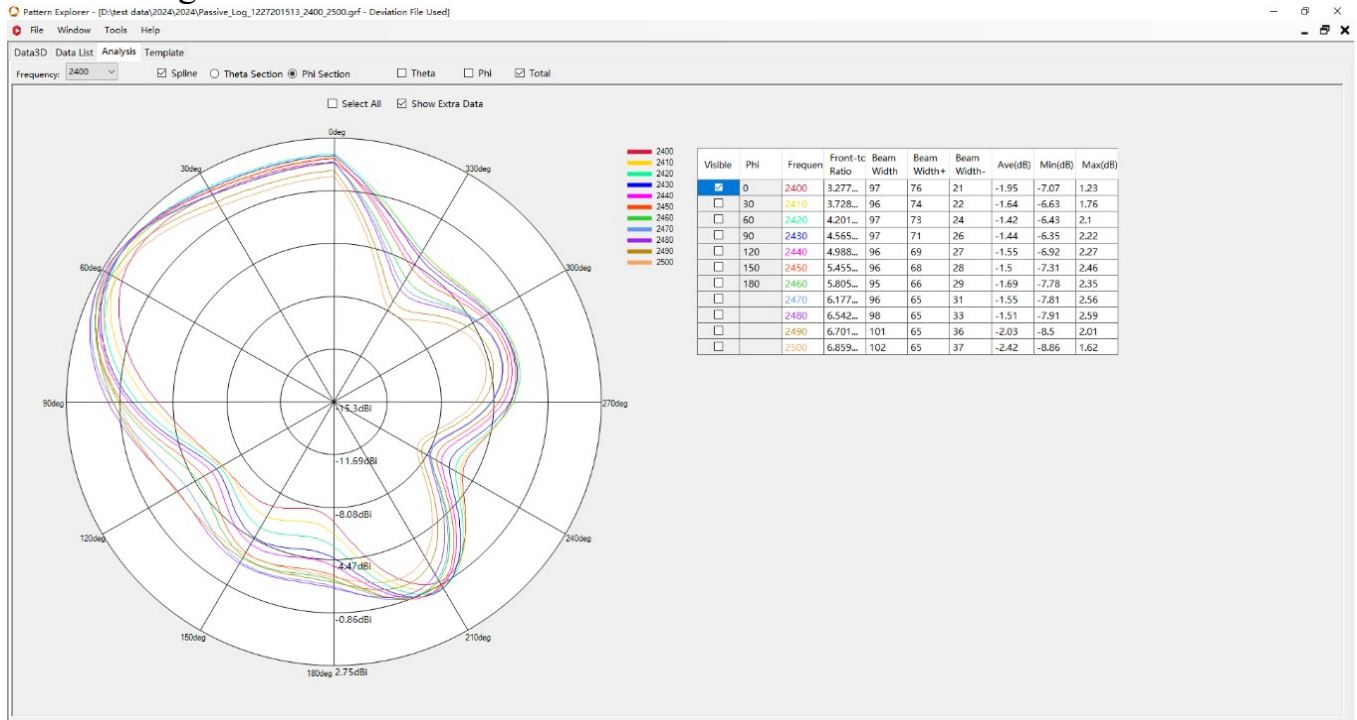 Pattern Explorer - [D:\test data\2024\2024\Passive_Log_1227201513_2400_2500.grf - Deviation File Used]
File Window Tools Help
Data3D Data List Analysis Template
Frequency: 2400 Spline Theta Section Phi Section Theta Phi Total
Select All Show Extra Data
0deg
30deg
60deg
90deg
120deg
150deg
180deg
210deg
240deg
270deg
300deg
330deg
-15.3dBi
-11.69dBi
-8.08dBi
-4.47dBi
-0.86dBi
2.75dBi
2400
2410
2420
2430
2440
2450
2460
2470
2480
2490
2500
Visible Phi Frequen Front-tc Ratio Beam Width Beam Width+ Beam Width- Ave(dB) Min(dB) Max(dB)
0 2400 3.277... 97 76 21 -1.95 -7.07 1.23
30 2410 3.728... 96 74 22 -1.64 -6.63 1.76
60 2420 4.201... 97 73 24 -1.42 -6.43 2.1
90 2430 4.565... 97 71 26 -1.44 -6.35 2.22
120 2440 4.988... 96 69 27 -1.55 -6.92 2.27
150 2450 5.455... 96 68 28 -1.5 -7.31 2.46
180 2460 5.805... 95 66 29 -1.69 -7.78 2.35
2470 6.177... 96 65 31 -1.55 -7.81 2.56
2480 6.542... 98 65 33 -1.51 -7.91 2.59
2490 6.701... 101 65 36 -2.03 -8.5 2.01
2500 6.859... 102 65 37 -2.42 -8.86 1.62